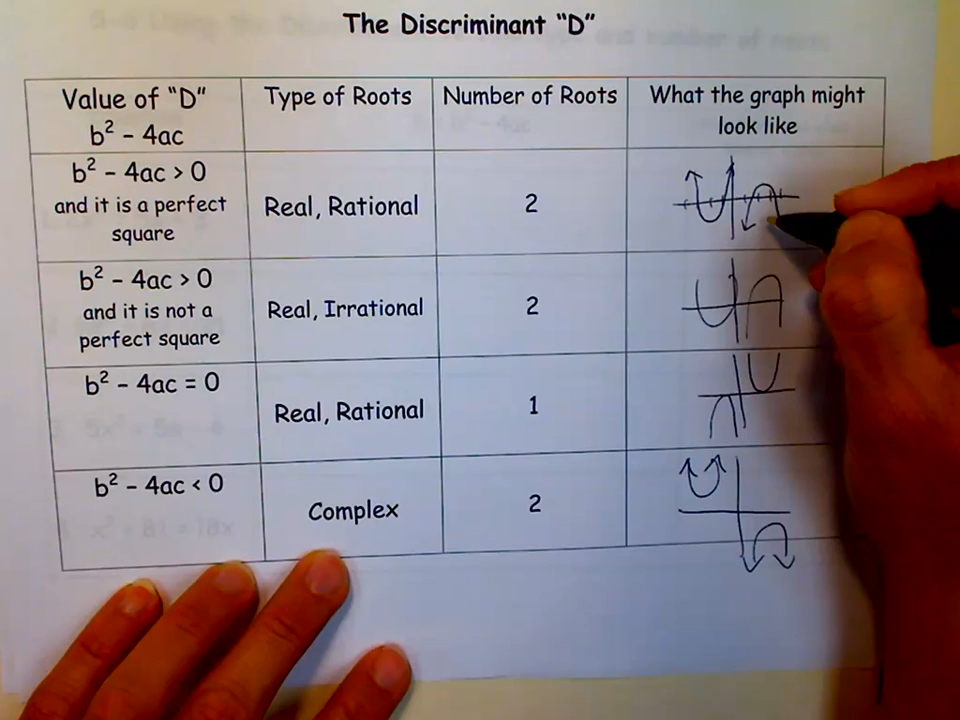 The Discriminant “D”
Value of “D”
b² - 4ac
Type of Roots
Number of Roots
What the graph might
look like
b² - 4ac > 0
and it is a perfect
square
Real, Rational
2
b² - 4ac > 0
and it is not a
perfect square
Real, Irrational
2
b² - 4ac = 0
Real, Rational
1
b² - 4ac < 0
Complex
2